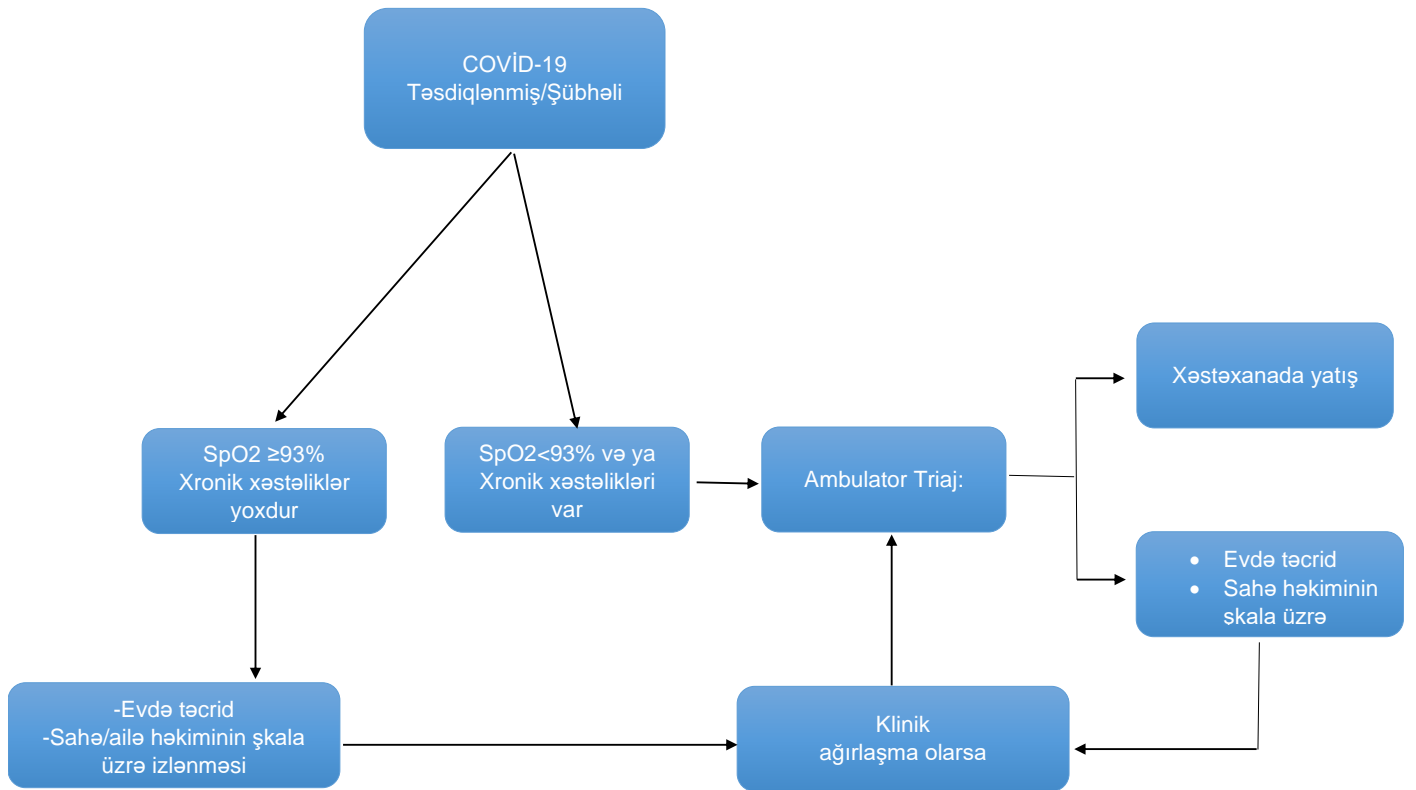 COVİD-19
Təsdiqlənmiş/Şübhəli
Xəstəxanada yatış
SpO2 ≥93%
Xronik xəstəliklər
yoxdur
SpO2<93% və ya
Xronik xəstəlikləri
var
Ambulator Triaj:
• Evdə təcrid
• Sahə həkiminin
şkala üzrə
-Evdə təcrid
-Sahə/ailə həkiminin şkala
üzrə izlənməsi
Klinik
ağırlaşma olarsa